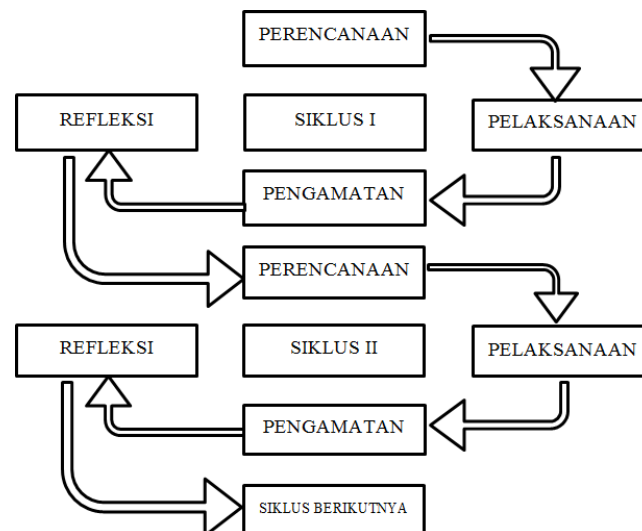 PERENCANAAN
REFLEKSI
SIKLUS I
PELAKSANAAN
PENGAMATAN
PERENCANAAN
REFLEKSI
SIKLUS II
PELAKSANAAN
PENGAMATAN
SIKLUS BERIKUTNYA